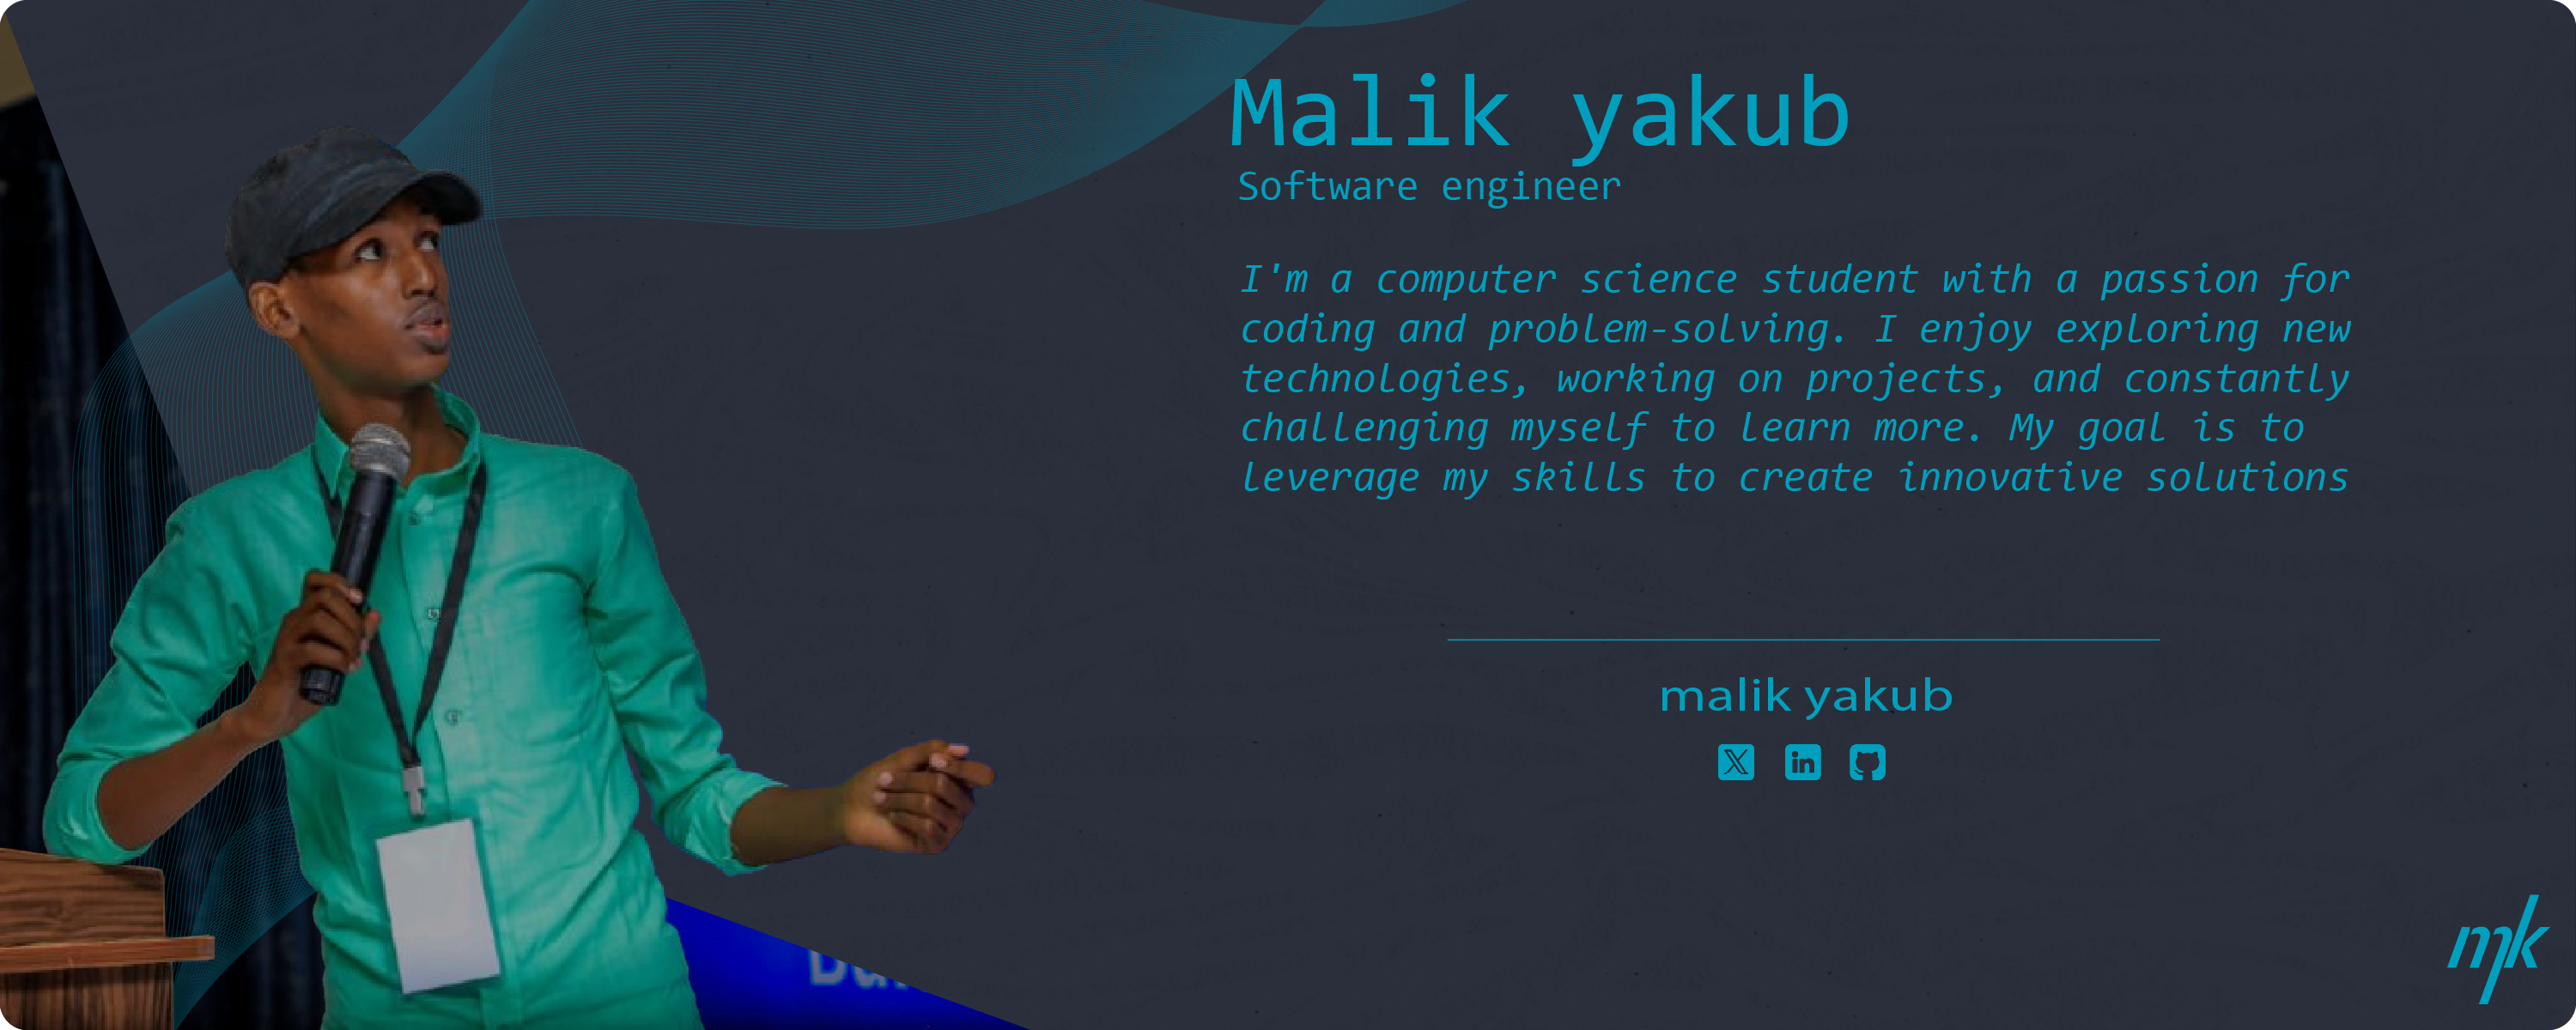 Malik yakub
Software engineer
I'm a computer science student with a passion for
coding and problem-solving. I enjoy exploring new
technologies, working on projects, and constantly
challenging myself to learn more. My goal is to
leverage my skills to create innovative solutions
malik yakub
X in
mk